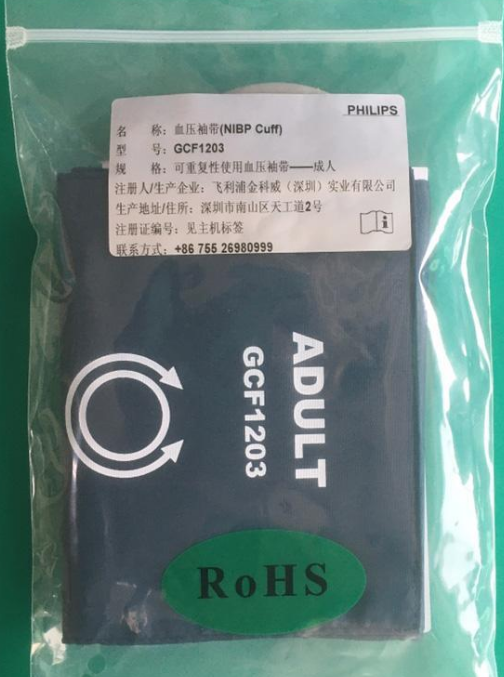 PHILIPS
名 称：血压袖带(NIBP Cuff)
型 号：GCF1203
规 格：可重复性使用血压袖带——成人
注册人/生产企业：飞利浦金科威（深圳）实业有限公司
生产地址/住所：深圳市南山区天工道2号
注册证编号：见主机标签
联系方式：+86 755 26980999
ADULT
GCF1203
RoHS